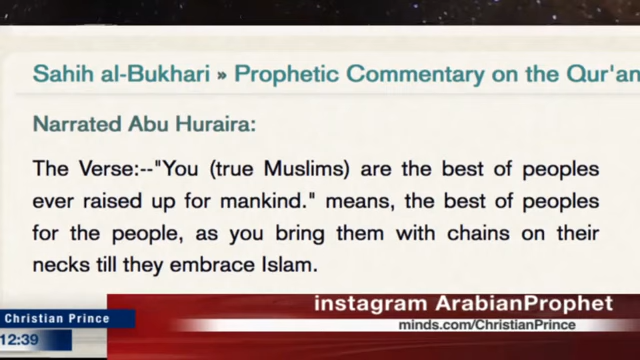 Sahih al-Bukhari » Prophetic Commentary on the Qur'an
Narrated Abu Huraira:
The Verse:--"You (true Muslims) are the best of peoples
ever raised up for mankind." means, the best of peoples
for the people, as you bring them with chains on their
necks till they embrace Islam.
instagram ArabianProphet
Christian Prince
minds.com/ChristianPrince
12:39